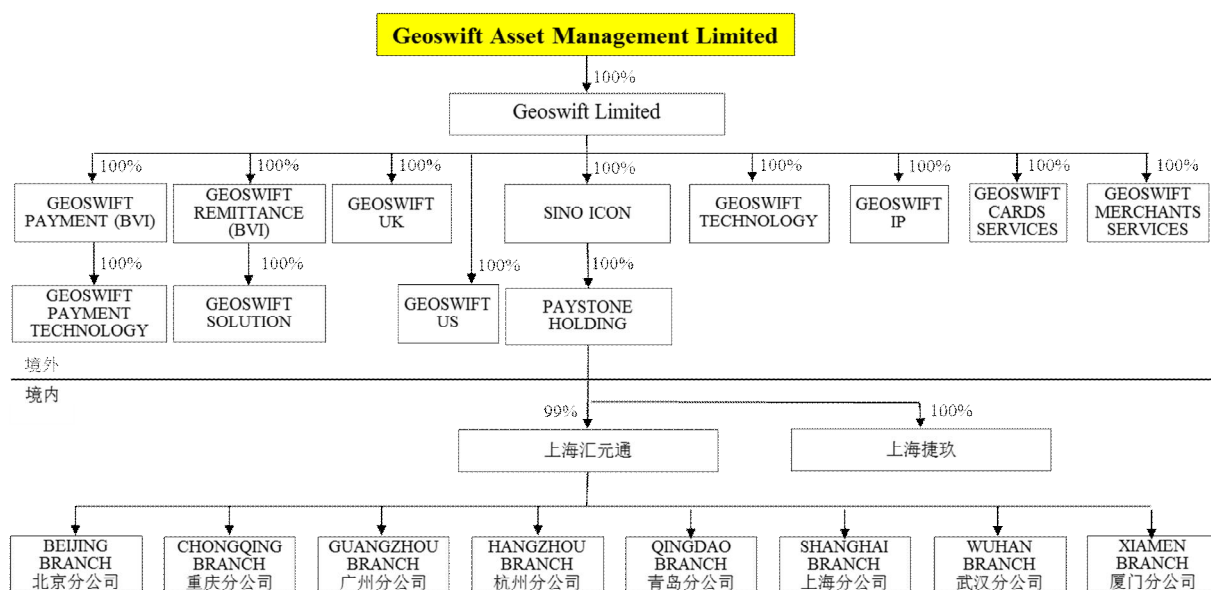 Geoswift Asset Management Limited
100%
Geoswift Limited
100%
100%
100%
100%
100%
100%
100%
100%
GEOSWIFT
PAYMENT (BVI)
GEOSWIFT
REMITTANCE
(BVI)
GEOSWIFT
UK
SINO ICON
GEOSWIFT
TECHNOLOGY
GEOSWIFT
IP
GEOSWIFT
CARDS
SERVICES
GEOSWIFT
MERCHANTS
SERVICES
100%
100%
100%
100%
GEOSWIFT
PAYMENT
TECHNOLOGY
GEOSWIFT
SOLUTION
GEOSWIFT
US
PAYSTONE
HOLDING
境外
境内
99%
100%
上海汇元通
上海捷玖
BEIJING
BRANCH
北京分公司
CHONGQING
BRANCH
重庆分公司
GUANGZHOU
BRANCH
广州分公司
HANGZHOU
BRANCH
杭州分公司
QINGDAO
BRANCH
青岛分公司
SHANGHAI
BRANCH
上海分公司
WUHAN
BRANCH
武汉分公司
XIAMEN
BRANCH
厦门分公司